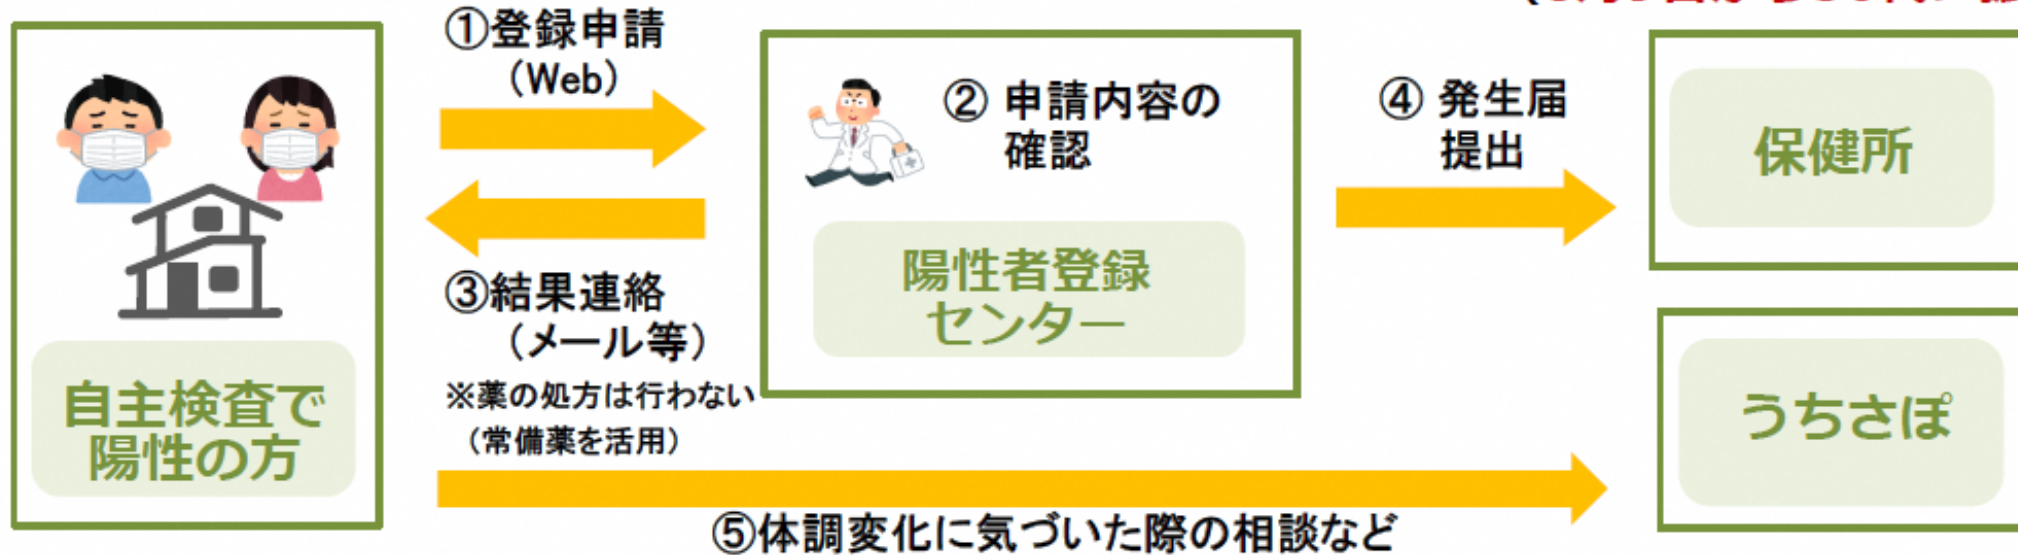 ①登録申請
（Web）
② 申請内容の
確認
④ 発生届
提出
保健所
陽性者登録
センター
③結果連絡
（メール等）
※薬の処方は行わない
（常備薬を活用）
自主検査で
陽性の方
うちさぽ
⑤体調変化に気づいた際の相談など